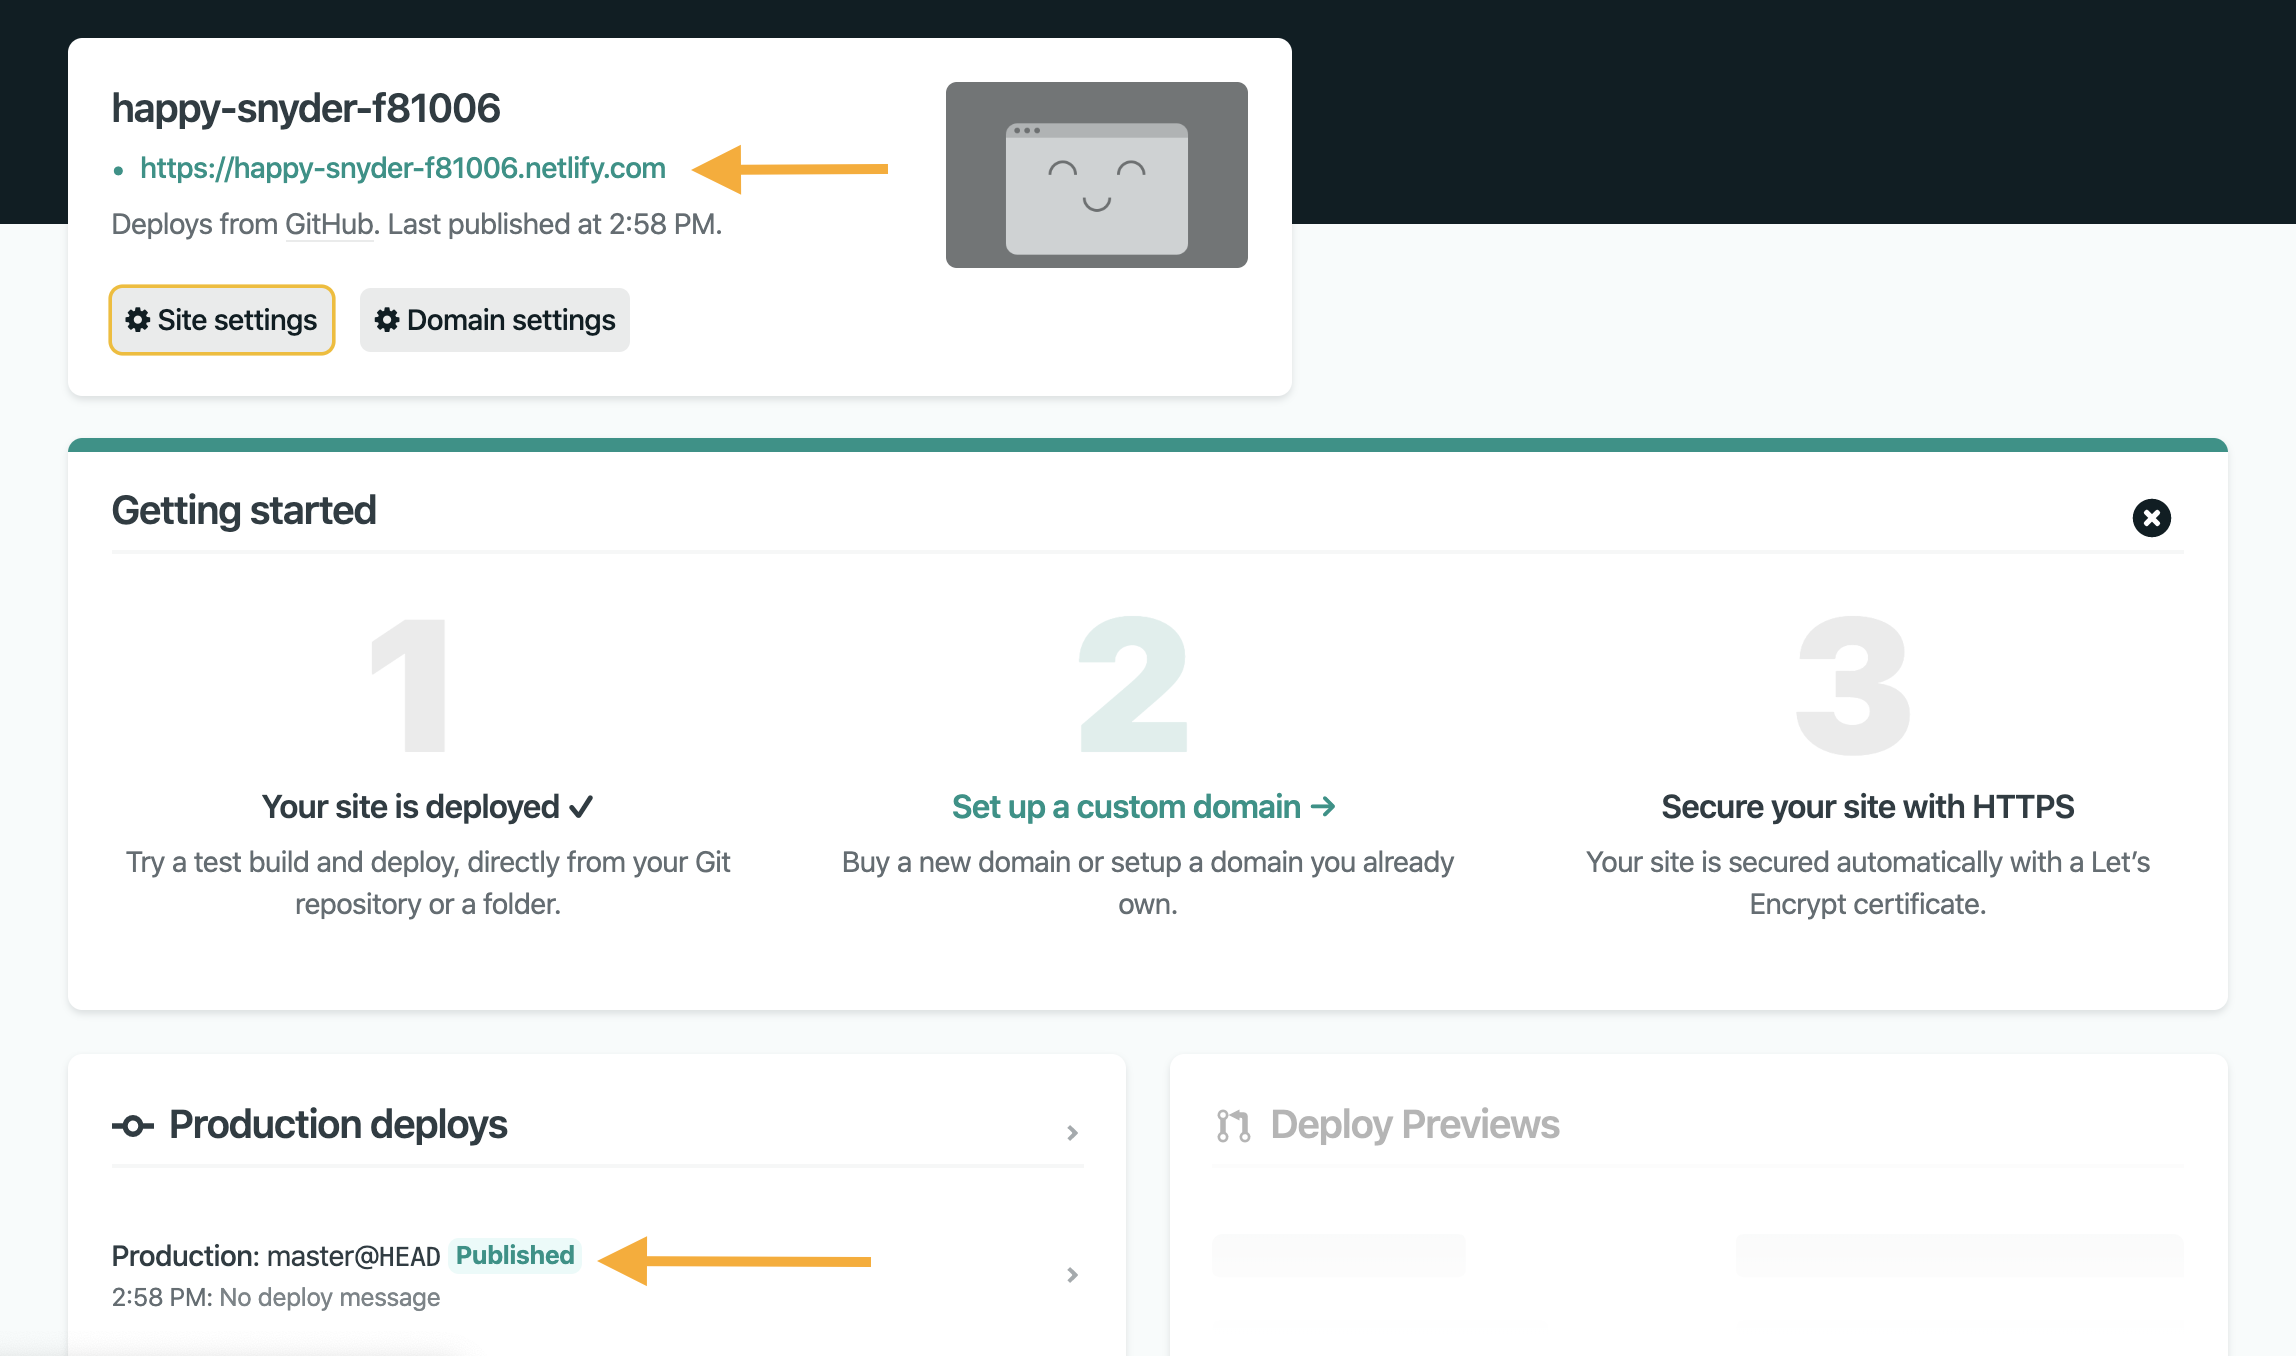 happy-snyder-f81006
• https://happy-snyder-f81006.netlify.com
Deploys from GitHub. Last published at 2:58 PM.
Site settings
Domain settings
Getting started
1
Your site is deployed ✓
Try a test build and deploy, directly from your Git
repository or a folder.
2
Set up a custom domain →
Buy a new domain or setup a domain you already
own.
3
Secure your site with HTTPS
Your site is secured automatically with a Let’s
Encrypt certificate.
Production deploys
Production: master@HEAD Published
2:58 PM: No deploy message
Deploy Previews